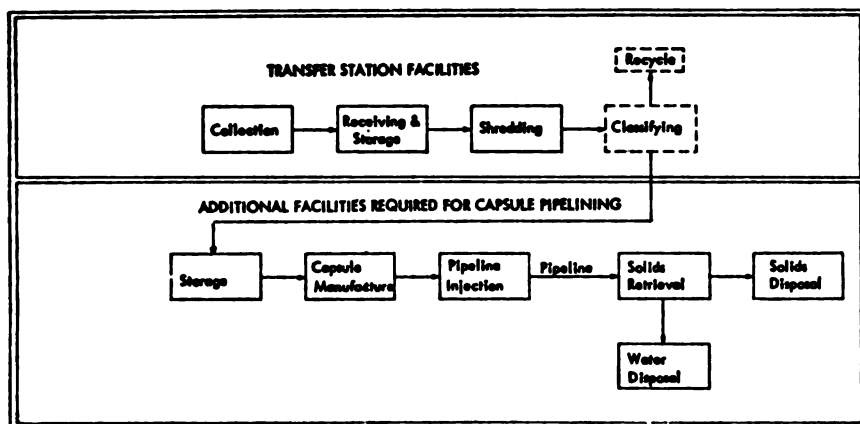 TRANSFER STATION FACILITIES
Recycle
Collection
Receiving &
Storage
Shredding
Classifying
ADDITIONAL FACILITIES REQUIRED FOR CAPSULE PIPELINING
Storage
Capsule
Manufacture
Pipeline
Injection
Pipeline
Solids
Retrieval
Solids
Disposal
Water
Disposal